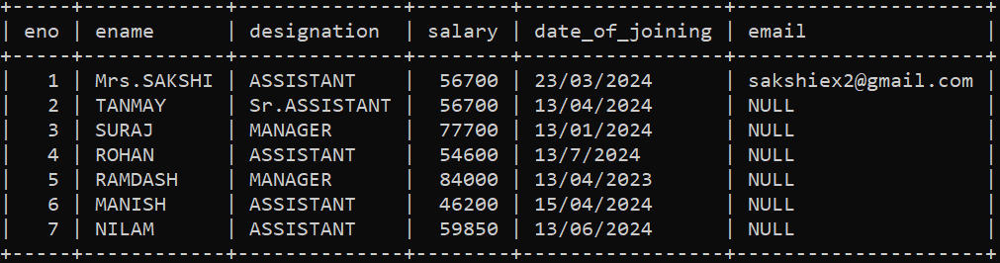 +-----+------------+--------------+--------+-----------------+---------------------+
| eno | ename      | designation  | salary | date_of_joining | email               |
+-----+------------+--------------+--------+-----------------+---------------------+
|   1 | Mrs.SAKSHI | ASSISTANT    |  56700 | 23/03/2024      | sakshiex2@gmail.com |
|   2 | TANMAY     | Sr.ASSISTANT |  56700 | 13/04/2024      | NULL                |
|   3 | SURAJ      | MANAGER      |  77700 | 13/01/2024      | NULL                |
|   4 | ROHAN      | ASSISTANT    |  54600 | 13/7/2024       | NULL                |
|   5 | RAMDASH    | MANAGER      |  84000 | 13/04/2023      | NULL                |
|   6 | MANISH     | ASSISTANT    |  46200 | 15/04/2024      | NULL                |
|   7 | NILAM      | ASSISTANT    |  59850 | 13/06/2024      | NULL                |
+-----+------------+--------------+--------+-----------------+---------------------+